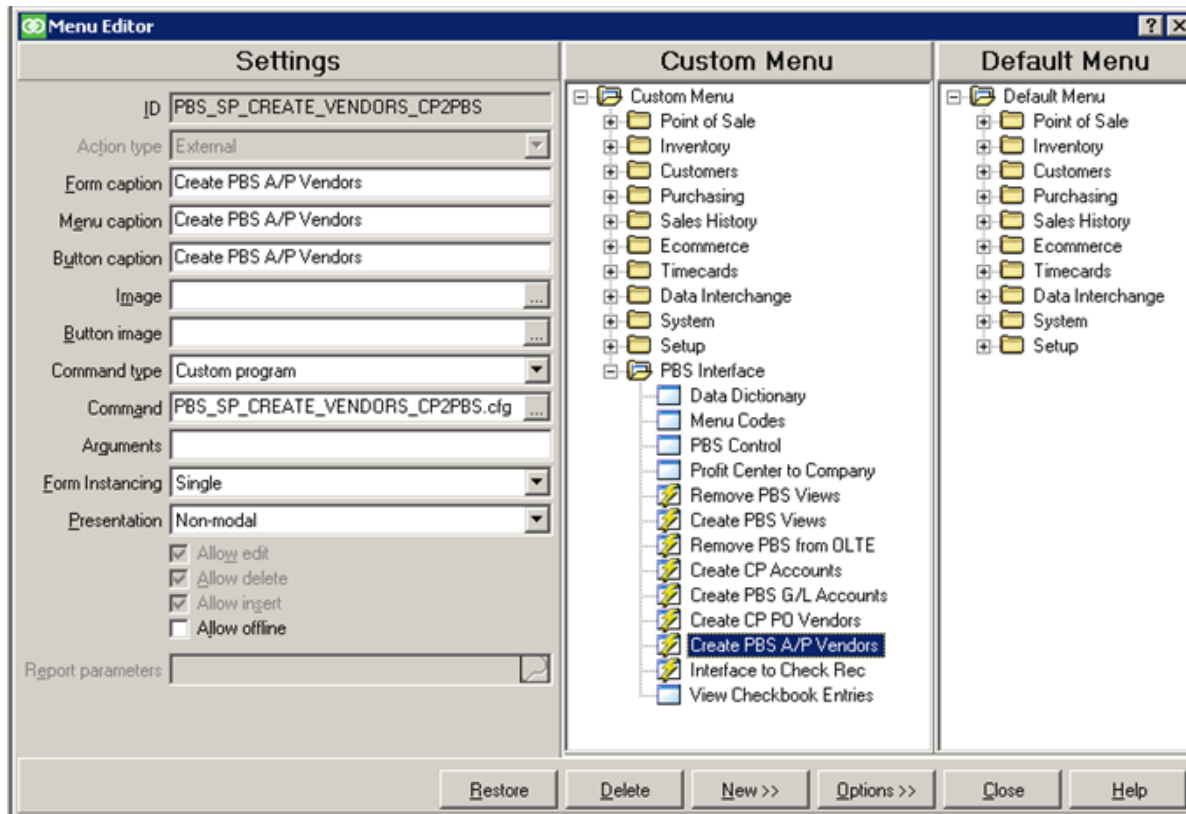 Menu Editor
Settings
ID PBS_SP_CREATE_VENDORS_CP2PBS
Action type External
Form caption Create PBS A/P Vendors
Menu caption Create PBS A/P Vendors
Button caption Create PBS A/P Vendors
Image ...
Button image ...
Command type Custom program
Command PBS_SP_CREATE_VENDORS_CP2PBS.cfg ...
Arguments
Form Instancing Single
Presentation Non-modal
Allow edit
Allow delete
Allow insert
Allow offline
Report parameters
Custom Menu
Custom Menu
Point of Sale
Inventory
Customers
Purchasing
Sales History
Ecommerce
Timecards
Data Interchange
System
Setup
PBS Interface
Data Dictionary
Menu Codes
PBS Control
Profit Center to Company
Remove PBS Views
Create PBS Views
Remove PBS from OLTE
Create CP Accounts
Create PBS G/L Accounts
Create CP PO Vendors
Create PBS A/P Vendors
Interface to Check Rec
View Checkbook Entries
Default Menu
Default Menu
Point of Sale
Inventory
Customers
Purchasing
Sales History
Ecommerce
Timecards
Data Interchange
System
Setup
Restore Delete New >> Options >> Close Help